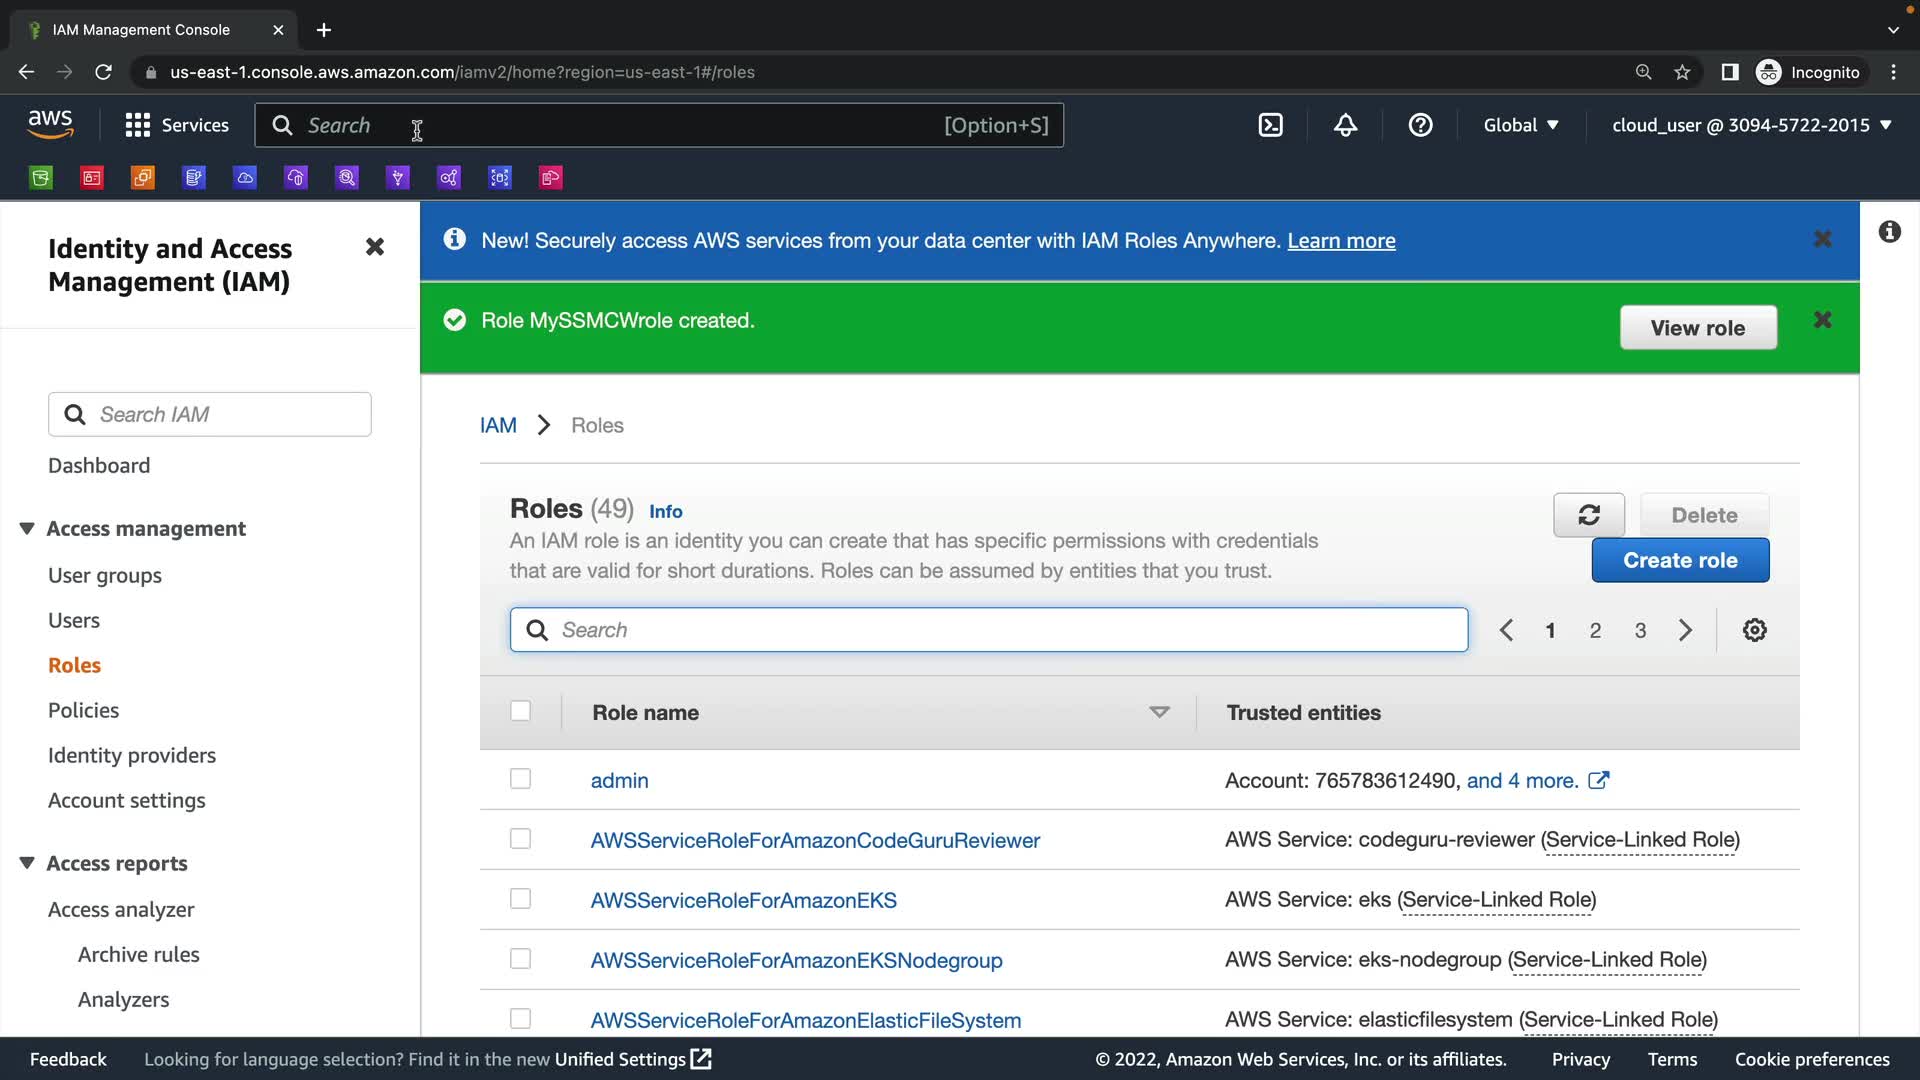 IAM Management Console
us-east-1.console.aws.amazon.com/iamv2/home?region=us-east-1#/roles
Incognito
aws
Services
Search
[Option+S]
Global
cloud_user @ 3094-5722-2015
Identity and Access
Management (IAM)
Search IAM
Dashboard
Access management
User groups
Users
Roles
Policies
Identity providers
Account settings
Access reports
Access analyzer
Archive rules
Analyzers
New! Securely access AWS services from your data center with IAM Roles Anywhere. Learn more
Role MySSMCWrole created.
View role
IAM > Roles
Roles (49) Info
An IAM role is an identity you can create that has specific permissions with credentials
that are valid for short durations. Roles can be assumed by entities that you trust.
Delete
Create role
Search
1 2 3
Role name Trusted entities
admin Account: 765783612490, and 4 more.
AWSServiceRoleForAmazonCodeGuruReviewer AWS Service: codeguru-reviewer (Service-Linked Role)
AWSServiceRoleForAmazonEKS AWS Service: eks (Service-Linked Role)
AWSServiceRoleForAmazonEKSNodegroup AWS Service: eks-nodegroup (Service-Linked Role)
AWSServiceRoleForAmazonElasticFileSystem AWS Service: elasticfilesystem (Service-Linked Role)
Feedback Looking for language selection? Find it in the new Unified Settings © 2022, Amazon Web Services, Inc. or its affiliates. Privacy Terms Cookie preferences